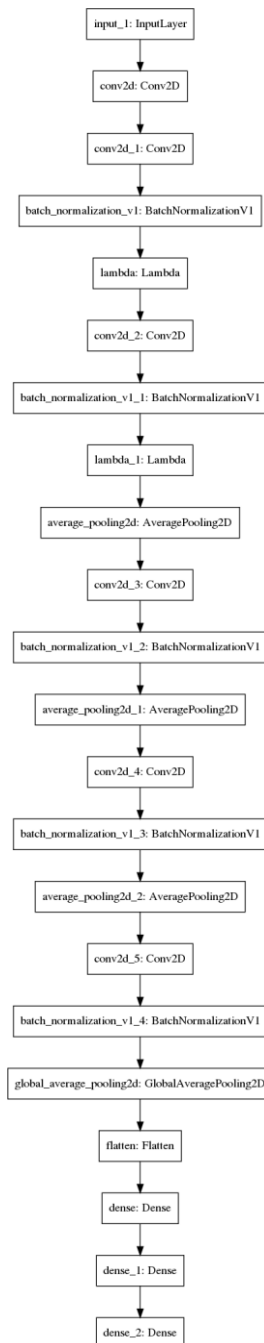 input_1: InputLayer
conv2d: Conv2D
conv2d_1: Conv2D
batch_normalization_v1: BatchNormalizationV1
lambda: Lambda
conv2d_2: Conv2D
batch_normalization_v1_1: BatchNormalizationV1
lambda_1: Lambda
average_pooling2d: AveragePooling2D
conv2d_3: Conv2D
batch_normalization_v1_2: BatchNormalizationV1
average_pooling2d_1: AveragePooling2D
conv2d_4: Conv2D
batch_normalization_v1_3: BatchNormalizationV1
average_pooling2d_2: AveragePooling2D
conv2d_5: Conv2D
batch_normalization_v1_4: BatchNormalizationV1
global_average_pooling2d: GlobalAveragePooling2D
flatten: Flatten
dense: Dense
dense_1: Dense
dense_2: Dense